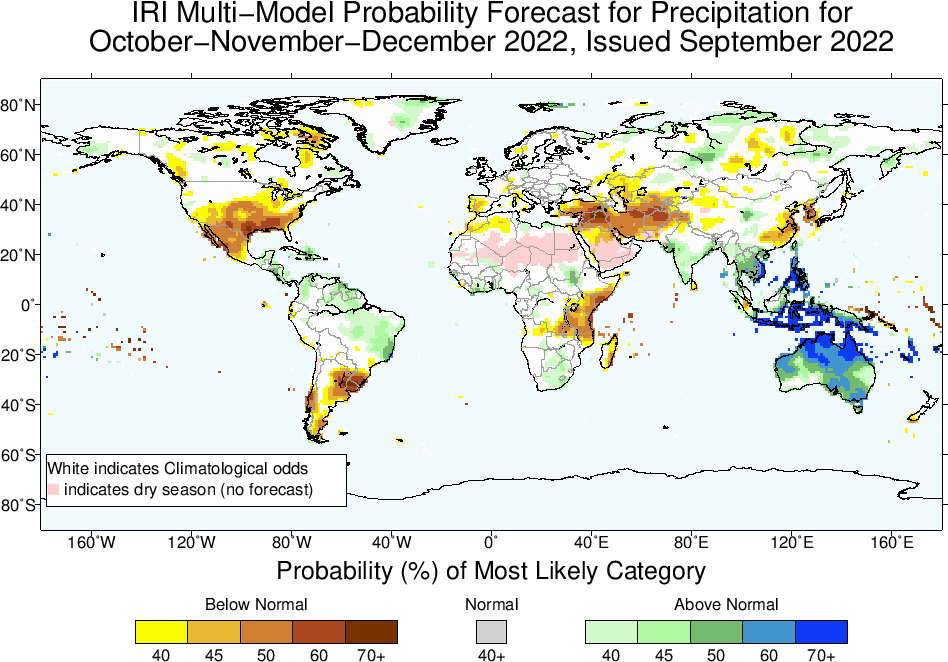 IRI Multi−Model Probability Forecast for Precipitation for
October−November−December 2022, Issued September 2022
80˚N
60˚N
40˚N
20˚N
0˚
20˚S
40˚S
60˚S
80˚S
White indicates Climatological odds
indicates dry season (no forecast)
160˚W 120˚W 80˚W 40˚W 0˚ 40˚E 80˚E 120˚E 160˚E
Probability (%) of Most Likely Category
Below Normal Normal Above Normal
40 45 50 60 70+ 40+ 40 45 50 60 70+